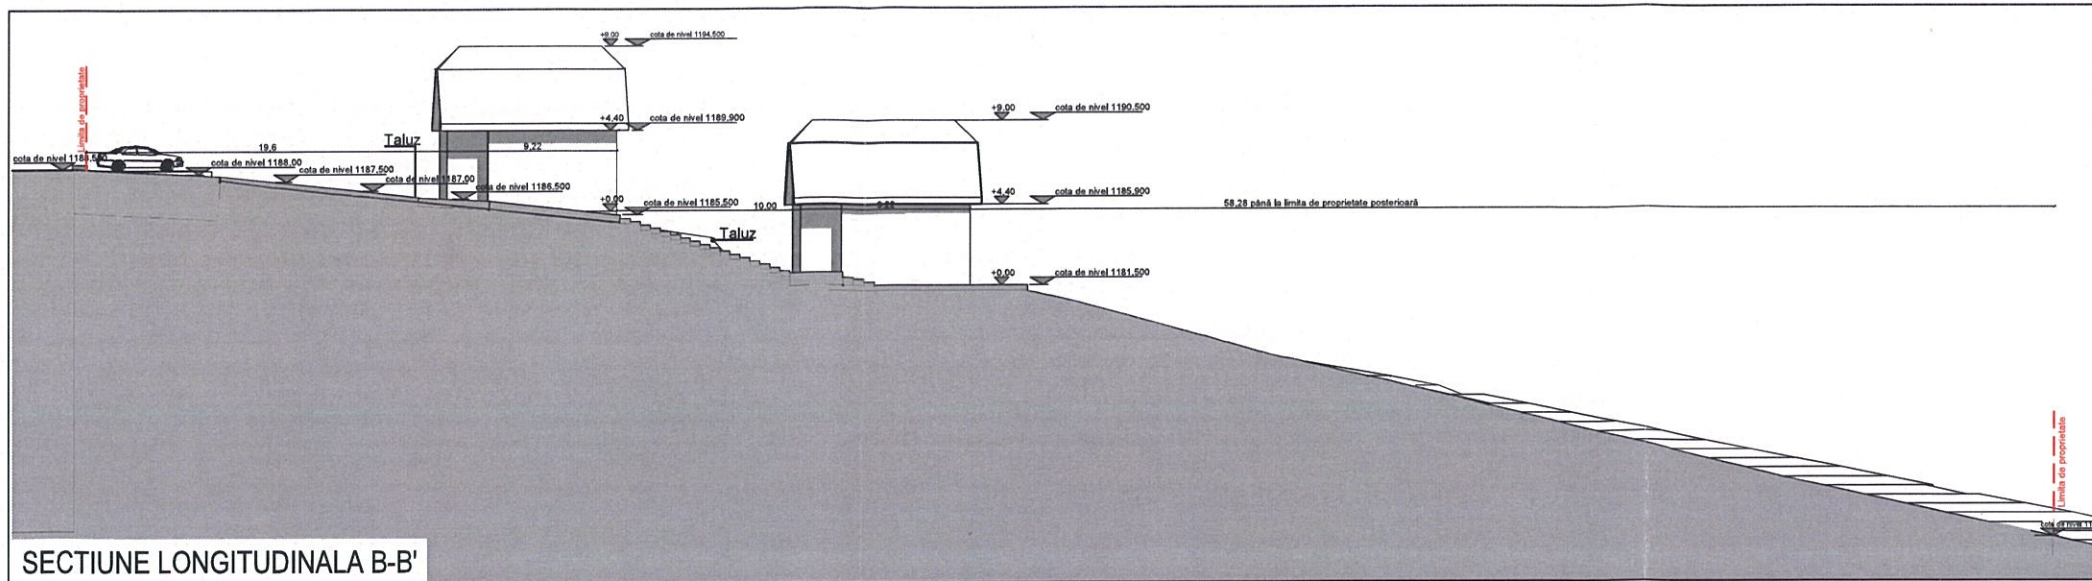 +9.00 cota de nivel 1194.500
Limita de proprietate
+4,40 cota de nivel 1189,900
+9,00 cota de nivel 1190,500
19,6
Taluz
9,22
cota de nivel
cota de nivel 1188,00
cota de nivel 1187,500
cota de nivel 1187,00
cota de nivel 1186,500
+0,00 cota de nivel 1185,500
+4,40 cota de nivel 1185,900
10,00
58,28 până la limita de proprietate posterioară
Taluz
+0,00 cota de nivel 1181,500
Limita de proprietate
SECTIUNE LONGITUDINALA B-B'